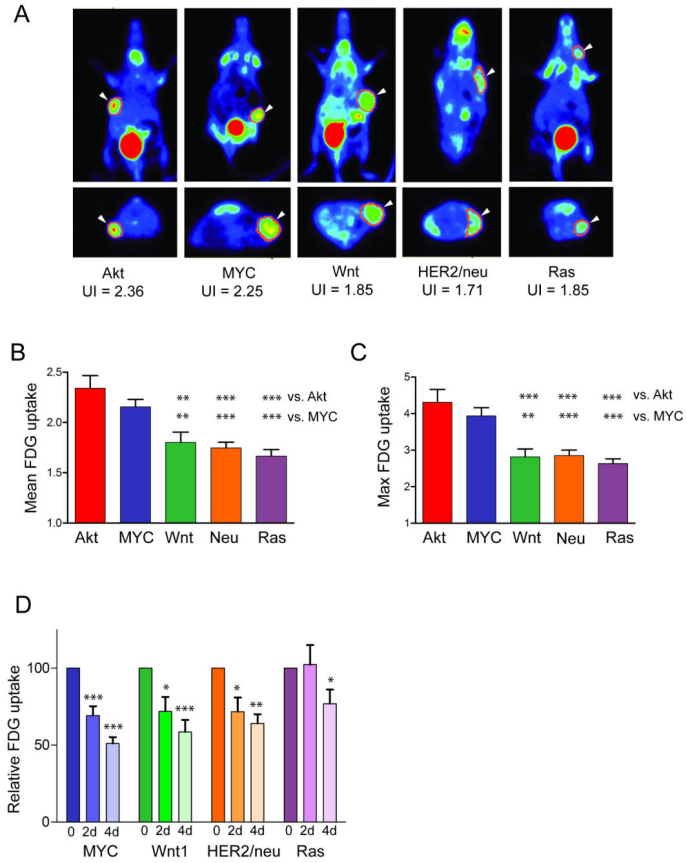 A
Akt MYC Wnt HER2/neu Ras
UI = 2.36 UI = 2.25 UI = 1.85 UI = 1.71 UI = 1.85
B
Mean FDG uptake
2.5
2.0
1.5
1.0
** *** *** vs. Akt
** *** *** vs. MYC
Akt MYC Wnt Neu Ras
C
Max FDG uptake
5
4
3
2
1
*** *** *** vs. Akt
** *** *** vs. MYC
Akt MYC Wnt Neu Ras
D
Relative FDG uptake
100
50
0
*** *** * *** * ** *
0 2d 4d 0 2d 4d 0 2d 4d 0 2d 4d
MYC Wnt1 HER2/neu Ras